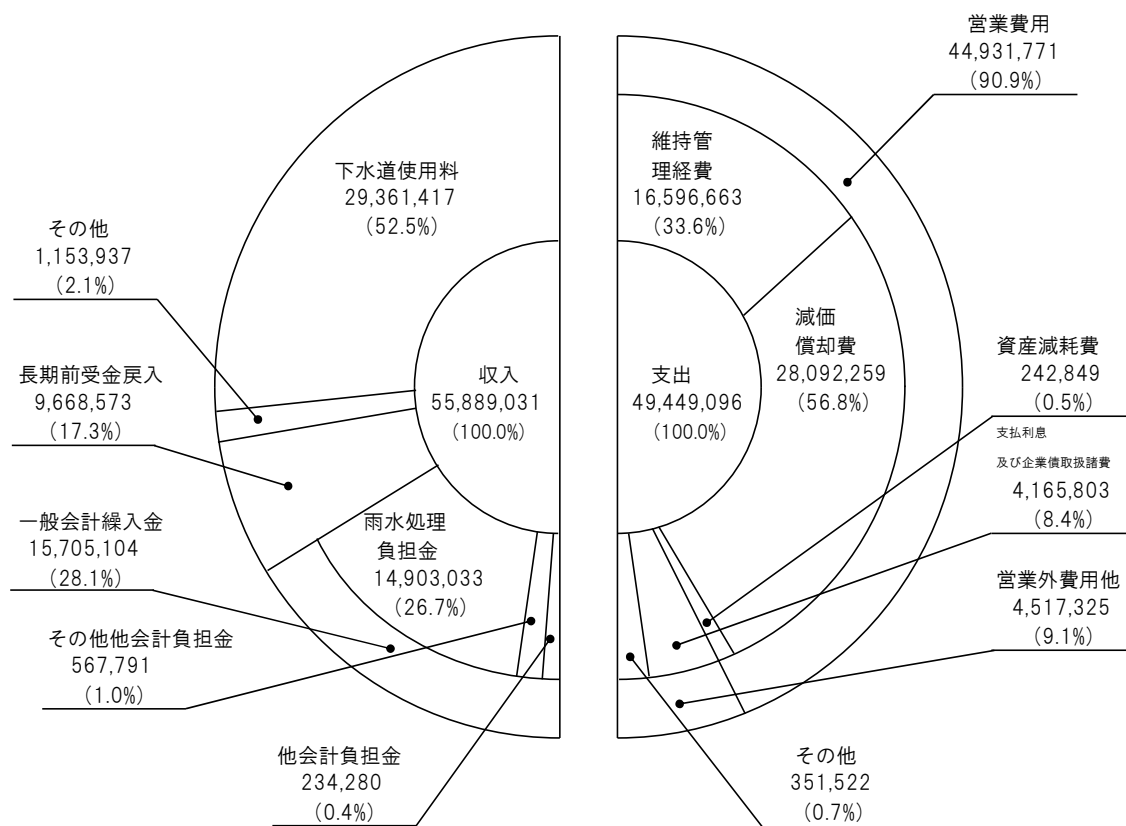 営業費用
44,931,771
(90.9%)
下水道使用料
29,361,417
(52.5%)
維持管
理経費
16,596,663
(33.6%)
その他
1,153,937
(2.1%)
長期前受金戻入
9,668,573
(17.3%)
収入
55,889,031
(100.0%)
支出
49,449,096
(100.0%)
減価
償却費
28,092,259
(56.8%)
資産減耗費
242,849
(0.5%)
支払利息
及び企業債取扱諸費
4,165,803
(8.4%)
一般会計繰入金
15,705,104
(28.1%)
雨水処理
負担金
14,903,033
(26.7%)
営業外費用他
4,517,325
(9.1%)
その他他会計負担金
567,791
(1.0%)
他会計負担金
234,280
(0.4%)
その他
351,522
(0.7%)